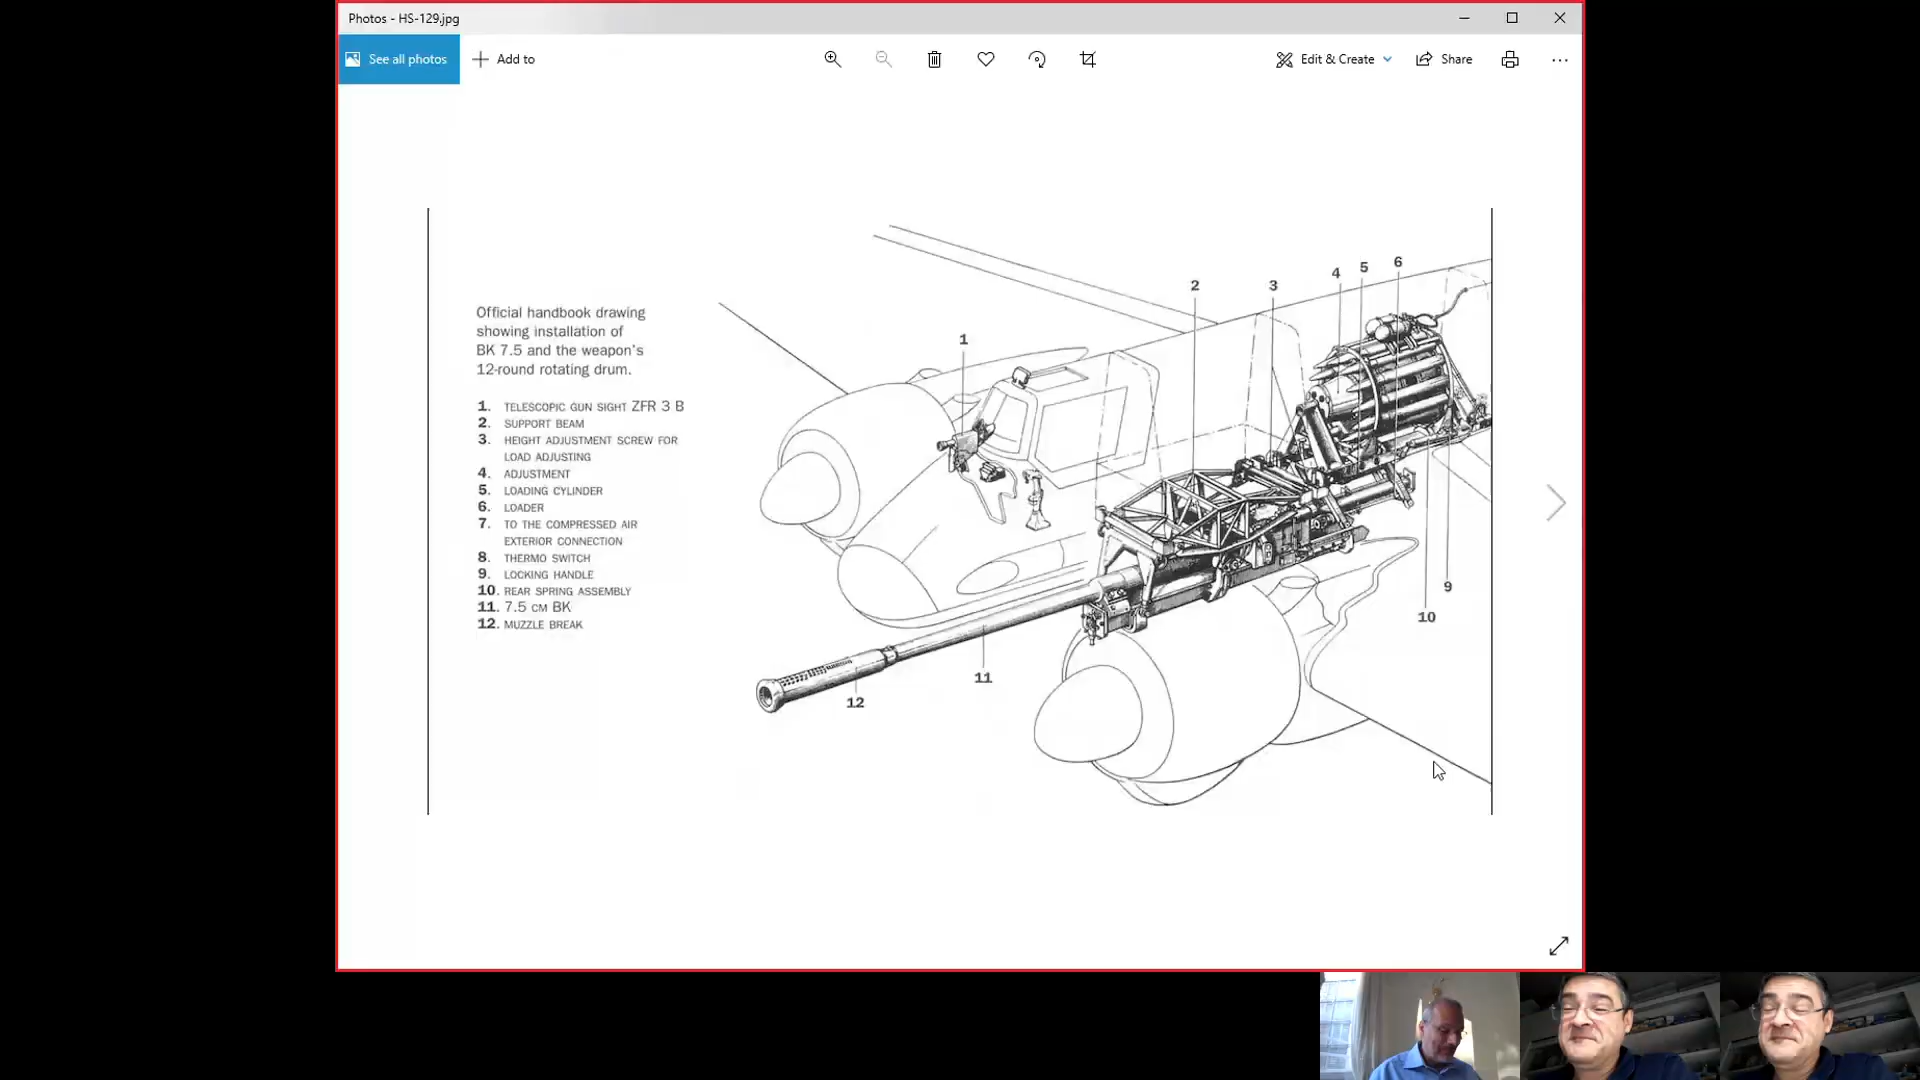 Photos - HS-129.jpg
See all photos
Add to
Edit & Create
Share
Official handbook drawing
showing installation of
BK 7.5 and the weapon's
12-round rotating drum.
1. TELESCOPIC GUN SIGHT ZFR 3 B
2. SUPPORT BEAM
3. HEIGHT ADJUSTMENT SCREW FOR
LOAD ADJUSTING
4. ADJUSTMENT
5. LOADING CYLINDER
6. LOADER
7. TO THE COMPRESSED AIR
EXTERIOR CONNECTION
8. THERMO SWITCH
9. LOCKING HANDLE
10. REAR SPRING ASSEMBLY
11. 7.5 CM BK
12. MUZZLE BREAK
1
2
3
4
5
6
9
10
11
12